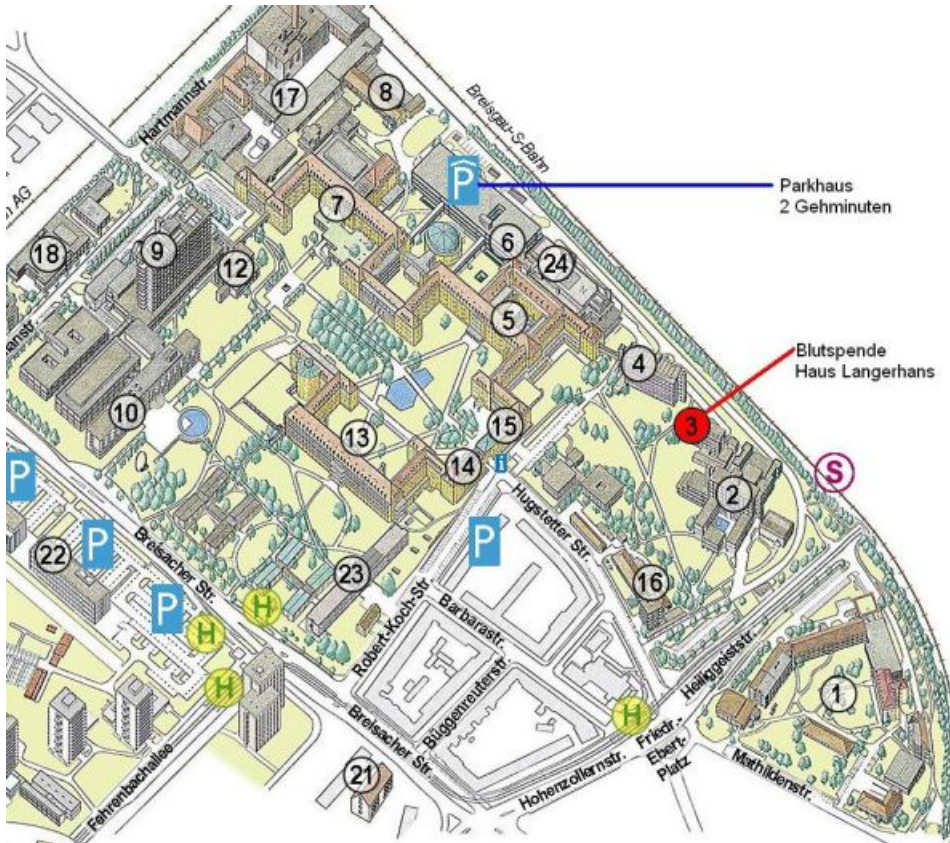 17
8
Hartmannstr.
Breisgau-S-Bahn
P
Parkhaus
2 Gehminuten
AG
7
18
9
12
6
24
5
Blutspende
Haus Langerhans
4
3
10
13
15
14
i
S
2
P
Hugstetter Str.
P
P
22
Breisacher Str.
23
16
P
H
H
H
Robert-Koch-Str
Barbarastr.
Büggenreuterstr.
Heiliggeiststr.
1
H
Breisacher Str.
Friedr.-
Ebert-
Platz
Hohenzollernstr.
Mathildenstr.
Fehrenbachallee
21